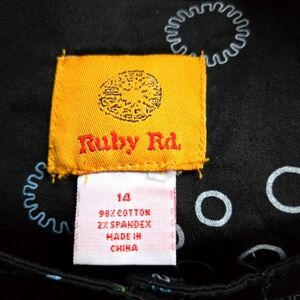 Ruby Rd.
14
98% COTTON
2% SPANDEX
MADE IN
CHINA